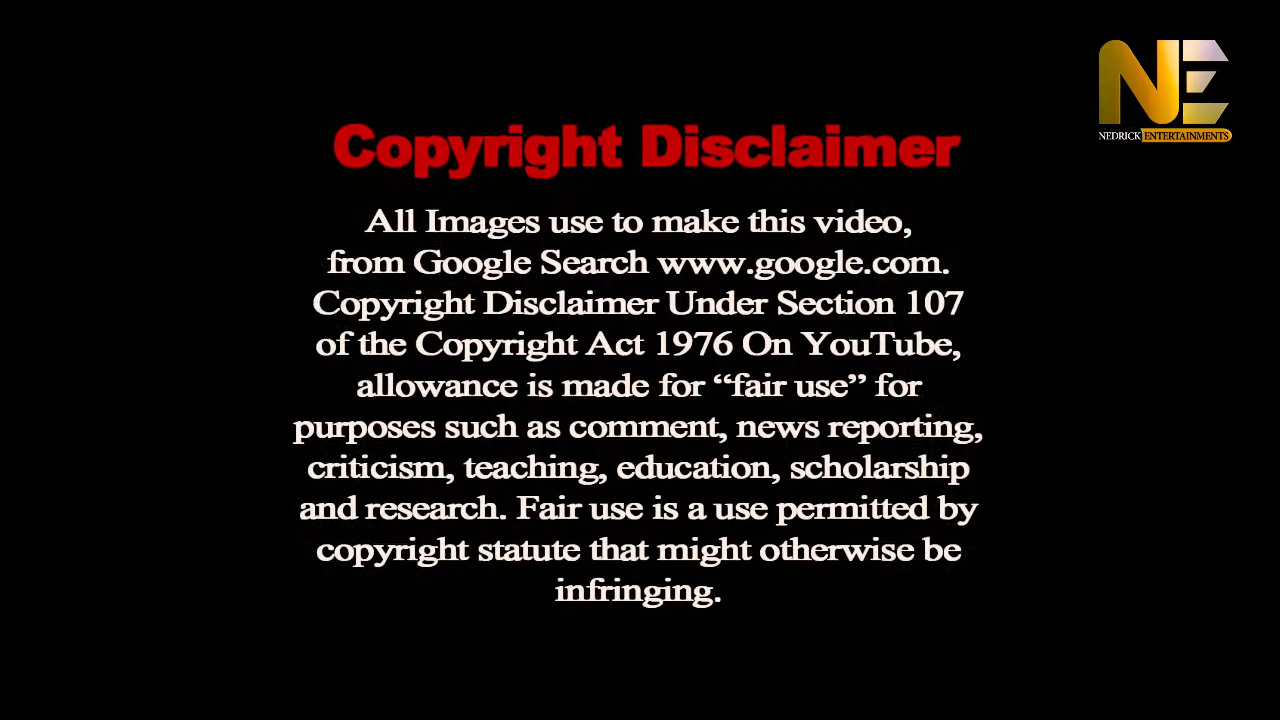 NE
NEDRICK ENTERTAINMENTS
Copyright Disclaimer
All Images use to make this video,
from Google Search www.google.com.
Copyright Disclaimer Under Section 107
of the Copyright Act 1976 On YouTube,
allowance is made for “fair use” for
purposes such as comment, news reporting,
criticism, teaching, education, scholarship
and research. Fair use is a use permitted by
copyright statute that might otherwise be
infringing.